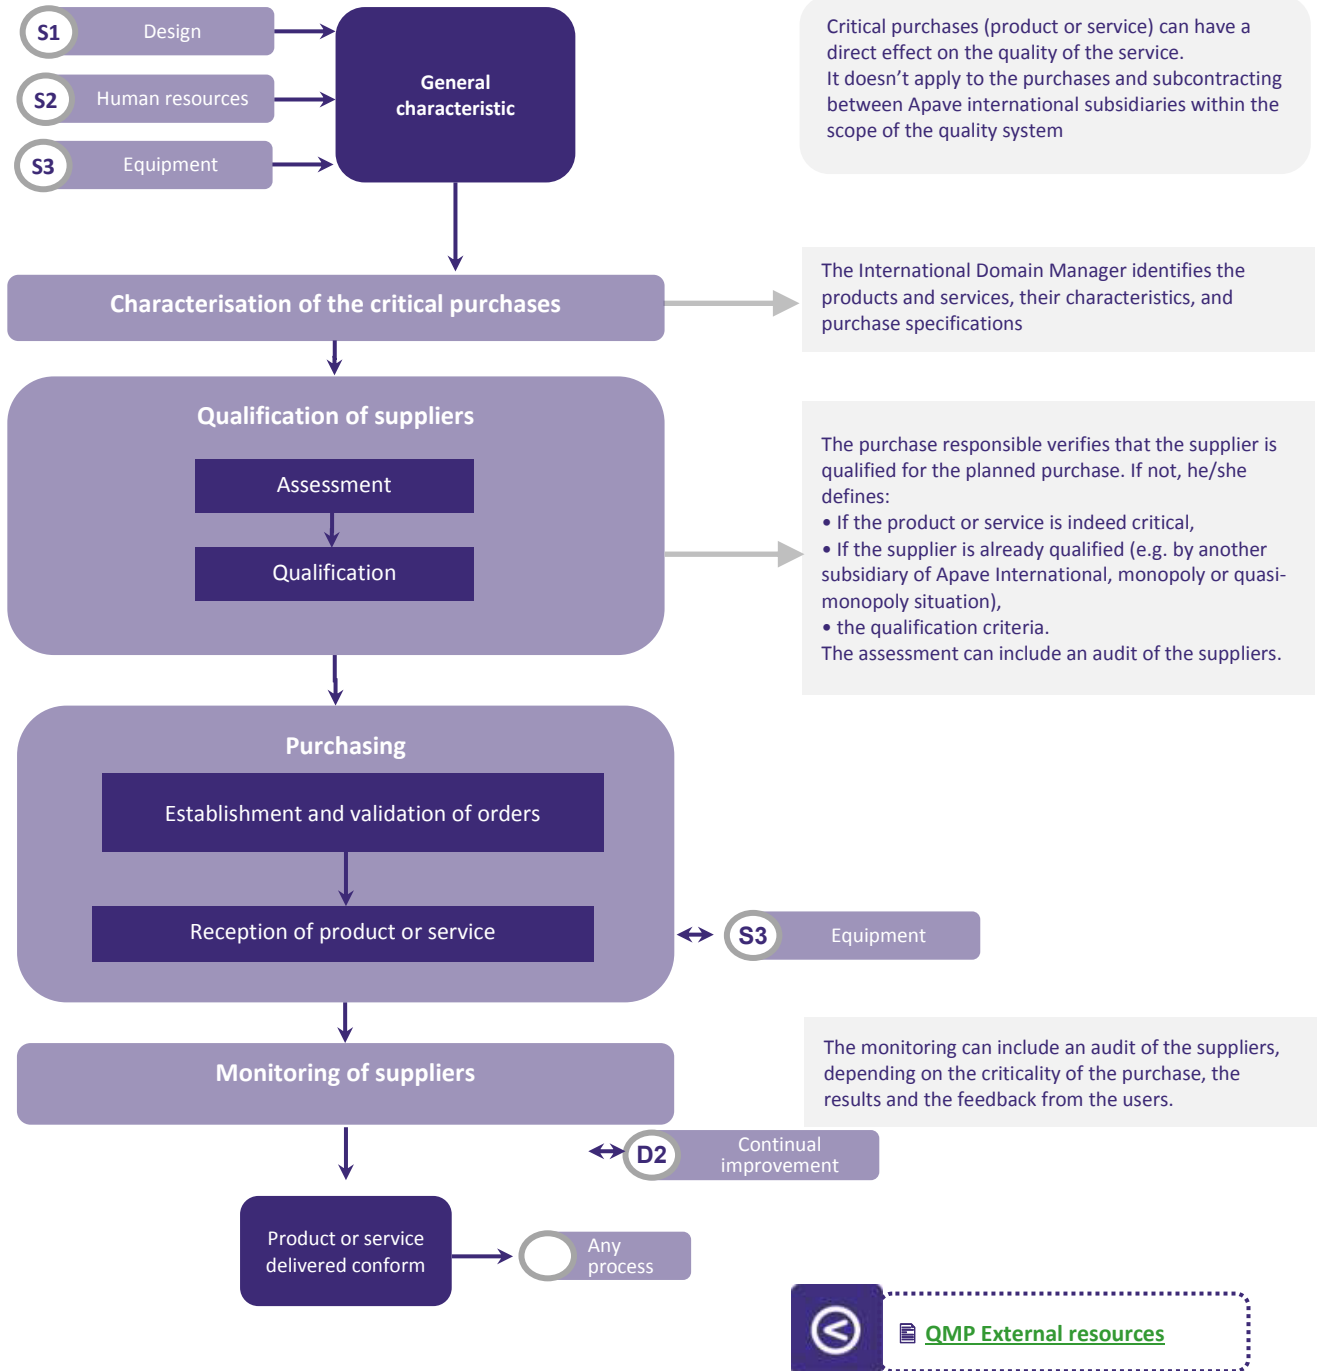 S1
Design
S2
Human resources
S3
Equipment
General
characteristic
Critical purchases (product or service) can have a
direct effect on the quality of the service.
It doesn’t apply to the purchases and subcontracting
between Apave international subsidiaries within the
scope of the quality system
Characterisation of the critical purchases
The International Domain Manager identifies the
products and services, their characteristics, and
purchase specifications
Qualification of suppliers
Assessment
Qualification
The purchase responsible verifies that the supplier is
qualified for the planned purchase. If not, he/she
defines:
• If the product or service is indeed critical,
• If the supplier is already qualified (e.g. by another
subsidiary of Apave International, monopoly or quasi-
monopoly situation),
• the qualification criteria.
The assessment can include an audit of the suppliers.
Purchasing
Establishment and validation of orders
Reception of product or service
S3
Equipment
Monitoring of suppliers
The monitoring can include an audit of the suppliers,
depending on the criticality of the purchase, the
results and the feedback from the users.
D2
Continual
improvement
Product or service
delivered conform
Any
process
QMP External resources